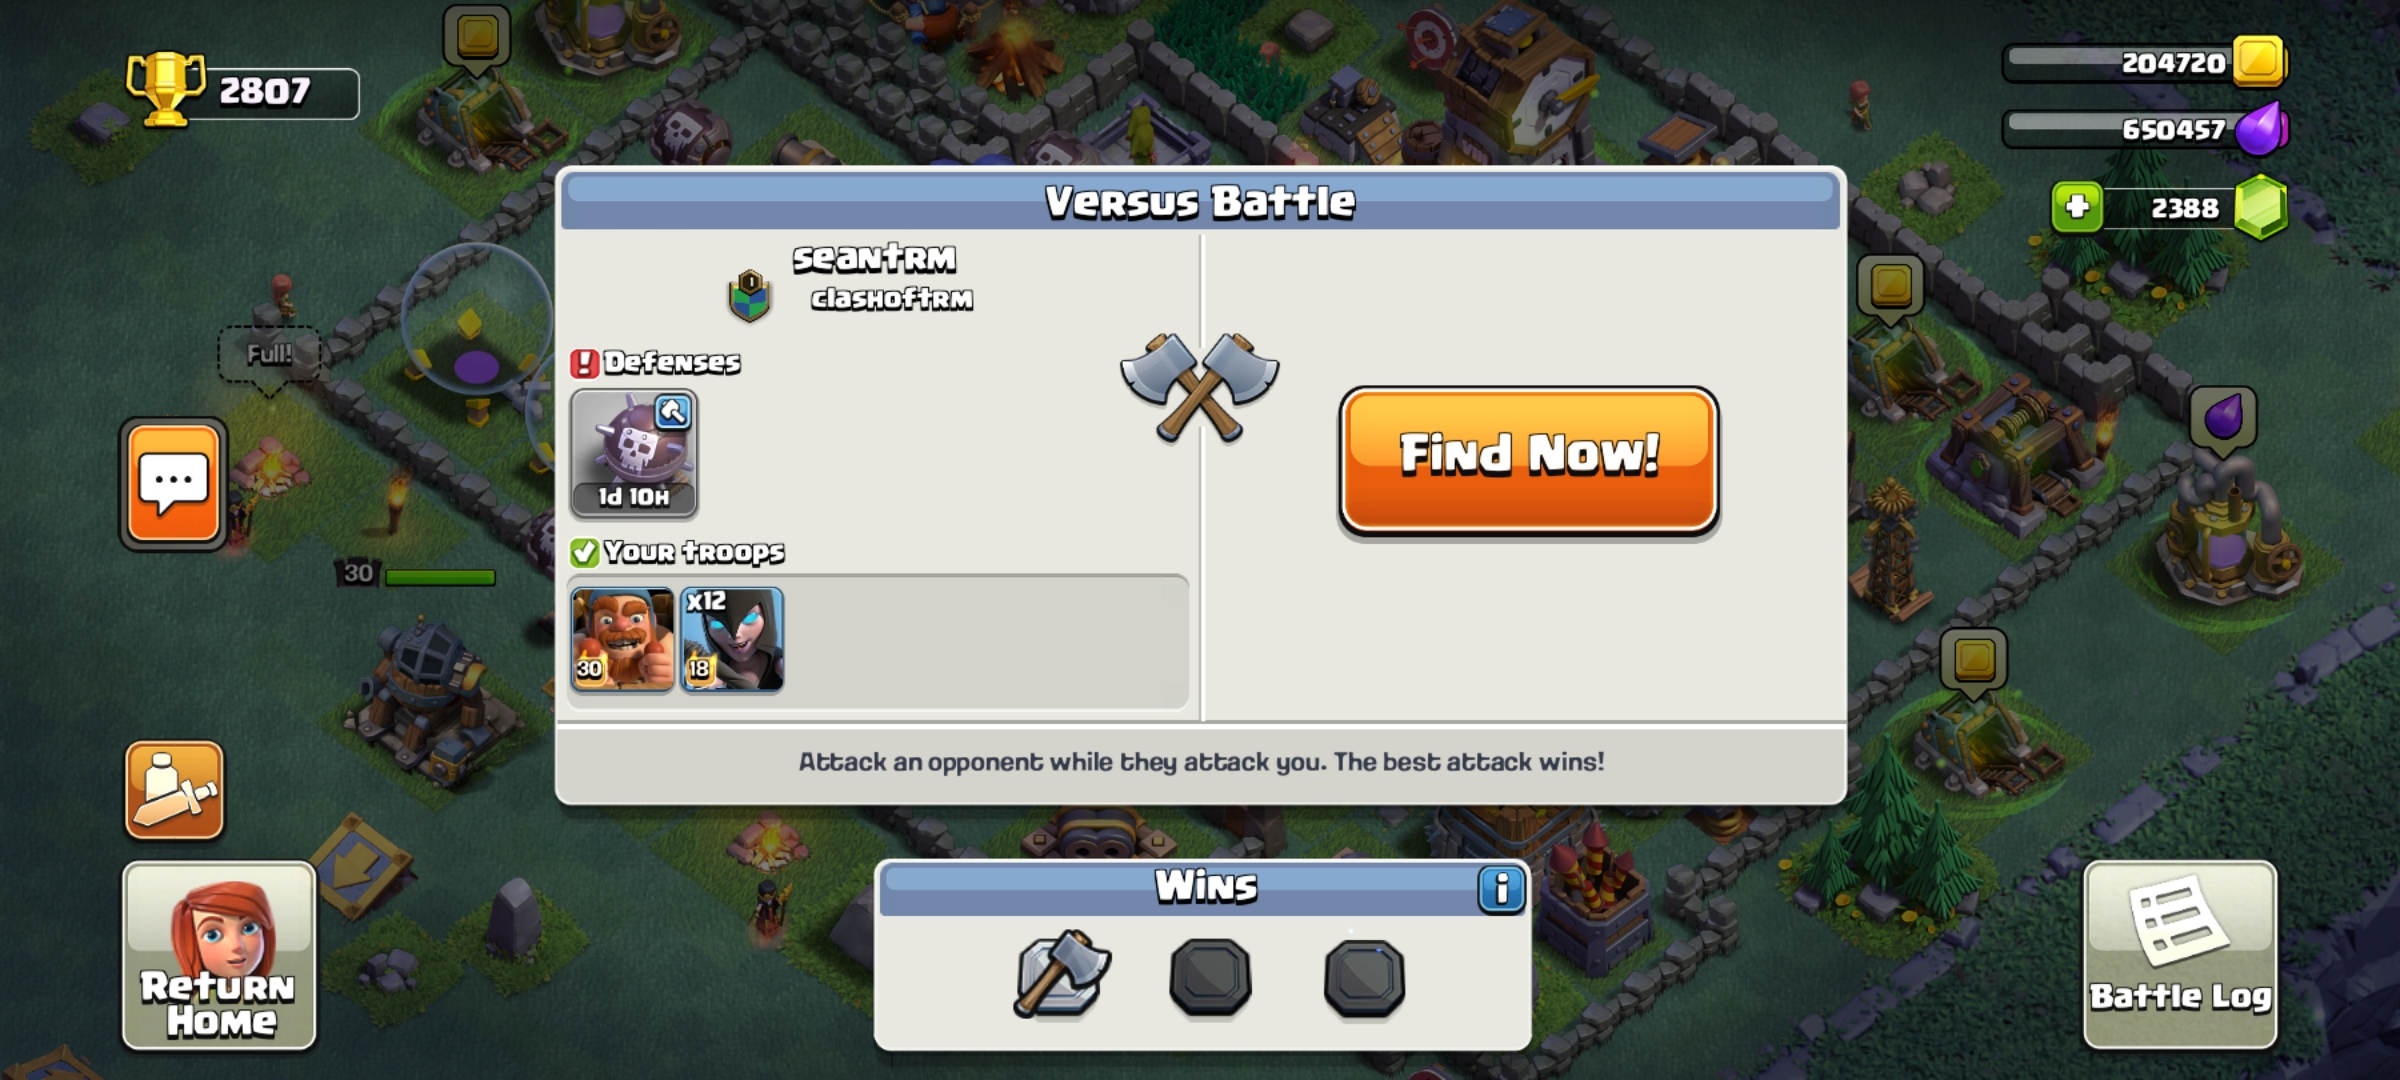 2807
204720
650457
2388
Versus Battle
seantrm
clashoftrm
Full!
Defenses
1d 10H
Find Now!
Your troops
30
30
x12
18
Attack an opponent while they attack you. The best attack wins!
Wins
i
Return
Home
Battle Log